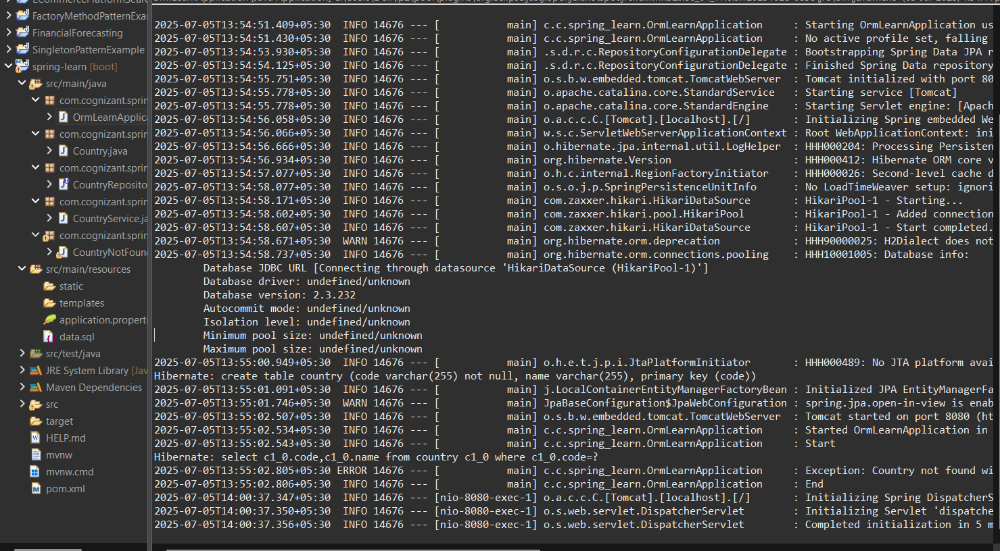 FactoryMethodPatternExa
FinancialForecasting
SingletonPatternExample
spring-learn [boot]
src/main/java
com.cognizant.sprin
OrmLearnApplica
com.cognizant.sprin
Country.java
com.cognizant.sprin
CountryReposito
com.cognizant.sprin
CountryService.ja
com.cognizant.sprin
CountryNotFoun
src/main/resources
static
templates
application.properti
data.sql
src/test/java
JRE System Library [Jav
Maven Dependencies
src
target
HELP.md
mvnw
mvnw.cmd
pom.xml
2025-07-05T13:54:51.409+05:30 INFO 14676 --- [ main] c.c.spring_learn.OrmLearnApplication : Starting OrmLearnApplication us
2025-07-05T13:54:51.430+05:30 INFO 14676 --- [ main] c.c.spring_learn.OrmLearnApplication : No active profile set, falling
2025-07-05T13:54:53.930+05:30 INFO 14676 --- [ main] .s.d.r.c.RepositoryConfigurationDelegate : Bootstrapping Spring Data JPA r
2025-07-05T13:54:54.125+05:30 INFO 14676 --- [ main] .s.d.r.c.RepositoryConfigurationDelegate : Finished Spring Data repository
2025-07-05T13:54:55.751+05:30 INFO 14676 --- [ main] o.s.b.w.embedded.tomcat.TomcatWebServer : Tomcat initialized with port 80
2025-07-05T13:54:55.778+05:30 INFO 14676 --- [ main] o.apache.catalina.core.StandardService : Starting service [Tomcat]
2025-07-05T13:54:55.778+05:30 INFO 14676 --- [ main] o.apache.catalina.core.StandardEngine : Starting Servlet engine: [Apach
2025-07-05T13:54:56.058+05:30 INFO 14676 --- [ main] o.a.c.c.C.[Tomcat].[localhost].[/] : Initializing Spring embedded We
2025-07-05T13:54:56.066+05:30 INFO 14676 --- [ main] w.s.c.ServletWebServerApplicationContext : Root WebApplicationContext: ini
2025-07-05T13:54:56.666+05:30 INFO 14676 --- [ main] o.hibernate.jpa.internal.util.LogHelper : HHH000204: Processing Persisten
2025-07-05T13:54:56.934+05:30 INFO 14676 --- [ main] org.hibernate.Version : HHH000412: Hibernate ORM core v
2025-07-05T13:54:57.077+05:30 INFO 14676 --- [ main] o.h.c.internal.RegionFactoryInitiator : HHH000026: Second-level cache d
2025-07-05T13:54:58.077+05:30 INFO 14676 --- [ main] o.s.o.j.p.SpringPersistenceUnitInfo : No LoadTimeWeaver setup: ignori
2025-07-05T13:54:58.171+05:30 INFO 14676 --- [ main] com.zaxxer.hikari.HikariDataSource : HikariPool-1 - Starting...
2025-07-05T13:54:58.602+05:30 INFO 14676 --- [ main] com.zaxxer.hikari.pool.HikariPool : HikariPool-1 - Added connection
2025-07-05T13:54:58.607+05:30 INFO 14676 --- [ main] com.zaxxer.hikari.HikariDataSource : HikariPool-1 - Start completed.
2025-07-05T13:54:58.671+05:30 WARN 14676 --- [ main] org.hibernate.orm.deprecation : HHH90000025: H2Dialect does not
2025-07-05T13:54:58.737+05:30 INFO 14676 --- [ main] org.hibernate.orm.connections.pooling : HHH10001005: Database info:
Database JDBC URL [Connecting through datasource 'HikariDataSource (HikariPool-1)']
Database driver: undefined/unknown
Database version: 2.3.232
Autocommit mode: undefined/unknown
Isolation level: undefined/unknown
Minimum pool size: undefined/unknown
Maximum pool size: undefined/unknown
2025-07-05T13:55:00.949+05:30 INFO 14676 --- [ main] o.h.e.t.j.p.i.JtaPlatformInitiator : HHH000489: No JTA platform avai
Hibernate: create table country (code varchar(255) not null, name varchar(255), primary key (code))
2025-07-05T13:55:01.091+05:30 INFO 14676 --- [ main] j.LocalContainerEntityManagerFactoryBean : Initialized JPA EntityManagerFa
2025-07-05T13:55:01.746+05:30 WARN 14676 --- [ main] JpaBaseConfiguration$JpaWebConfiguration : spring.jpa.open-in-view is enab
2025-07-05T13:55:02.507+05:30 INFO 14676 --- [ main] o.s.b.w.embedded.tomcat.TomcatWebServer : Tomcat started on port 8080 (ht
2025-07-05T13:55:02.534+05:30 INFO 14676 --- [ main] c.c.spring_learn.OrmLearnApplication : Started OrmLearnApplication in
2025-07-05T13:55:02.543+05:30 INFO 14676 --- [ main] c.c.spring_learn.OrmLearnApplication : Start
Hibernate: select c1_0.code,c1_0.name from country c1_0 where c1_0.code=?
2025-07-05T13:55:02.805+05:30 ERROR 14676 --- [ main] c.c.spring_learn.OrmLearnApplication : Exception: Country not found wi
2025-07-05T13:55:02.806+05:30 INFO 14676 --- [ main] c.c.spring_learn.OrmLearnApplication : End
2025-07-05T14:00:37.347+05:30 INFO 14676 --- [nio-8080-exec-1] o.a.c.c.C.[Tomcat].[localhost].[/] : Initializing Spring DispatcherS
2025-07-05T14:00:37.350+05:30 INFO 14676 --- [nio-8080-exec-1] o.s.web.servlet.DispatcherServlet : Initializing Servlet 'dispatche
2025-07-05T14:00:37.356+05:30 INFO 14676 --- [nio-8080-exec-1] o.s.web.servlet.DispatcherServlet : Completed initialization in 5 m